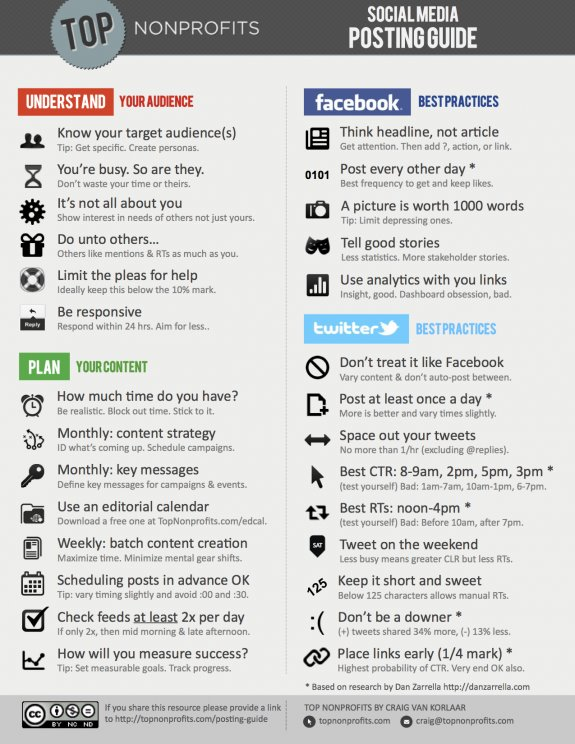 TOP NONPROFITS
SOCIAL MEDIA
POSTING GUIDE
UNDERSTAND YOUR AUDIENCE
Know your target audience(s)
Tip: Get specific. Create personas.
You're busy. So are they.
Don't waste your time or theirs.
It's not all about you
Show interest in needs of others not just yours.
Do unto others…
Others like mentions & RTs as much as you.
Limit the pleas for help
Ideally keep this below the 10% mark.
Reply
Be responsive
Respond within 24 hrs. Aim for less..
PLAN YOUR CONTENT
How much time do you have?
Be realistic. Block out time. Stick to it.
Monthly: content strategy
ID what's coming up. Schedule campaigns.
Monthly: key messages
Define key messages for campaigns & events.
Use an editorial calendar
Download a free one at TopNonprofits.com/edcal.
Weekly: batch content creation
Maximize time. Minimize mental gear shifts.
Scheduling posts in advance OK
Tip: vary timing slightly and avoid :00 and :30.
Check feeds at least 2x per day
If only 2x, then mid morning & late afternoon.
How will you measure success?
Tip: Set measurable goals. Track progress.
facebook. BEST PRACTICES
Think headline, not article
Get attention. Then add ?, action, or link.
0101
Post every other day *
Best frequency to get and keep likes.
A picture is worth 1000 words
Tip: Limit depressing ones.
Tell good stories
Less statistics. More stakeholder stories.
Use analytics with you links
Insight, good. Dashboard obsession, bad.
twitter BEST PRACTICES
Don't treat it like Facebook
Vary content & don't auto-post between.
Post at least once a day *
More is better and vary times slightly.
Space out your tweets
No more than 1/hr (excluding @replies).
Best CTR: 8-9am, 2pm, 5pm, 3pm *
(test yourself) Bad: 1am-7am, 10am-1pm, 6-7pm.
Best RTs: noon-4pm *
(test yourself) Bad: Before 10am, after 7pm.
SAT
Tweet on the weekend
Less busy means greater CLR but less RTs.
125
Keep it short and sweet
Below 125 characters allows manual RTs.
:(
Don't be a downer *
(+) tweets shared 34% more, (-) 13% less.
Place links early (1/4 mark) *
Highest probability of CTR. Very end OK also.
* Based on research by Dan Zarrella http://danzarrella.com
cc
BY NC ND
If you share this resource please provide a link
to http://topnonprofits.com/posting-guide
TOP NONPROFITS BY CRAIG VAN KORLAAR
topnonprofits.com craig@topnonprofits.com